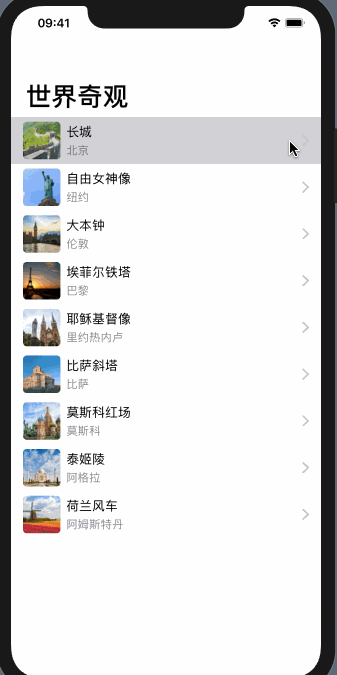 09:41
世界奇观
长城
北京
自由女神像
纽约
大本钟
伦敦
埃菲尔铁塔
巴黎
耶稣基督像
里约热内卢
比萨斜塔
比萨
莫斯科红场
莫斯科
泰姬陵
阿格拉
荷兰风车
阿姆斯特丹